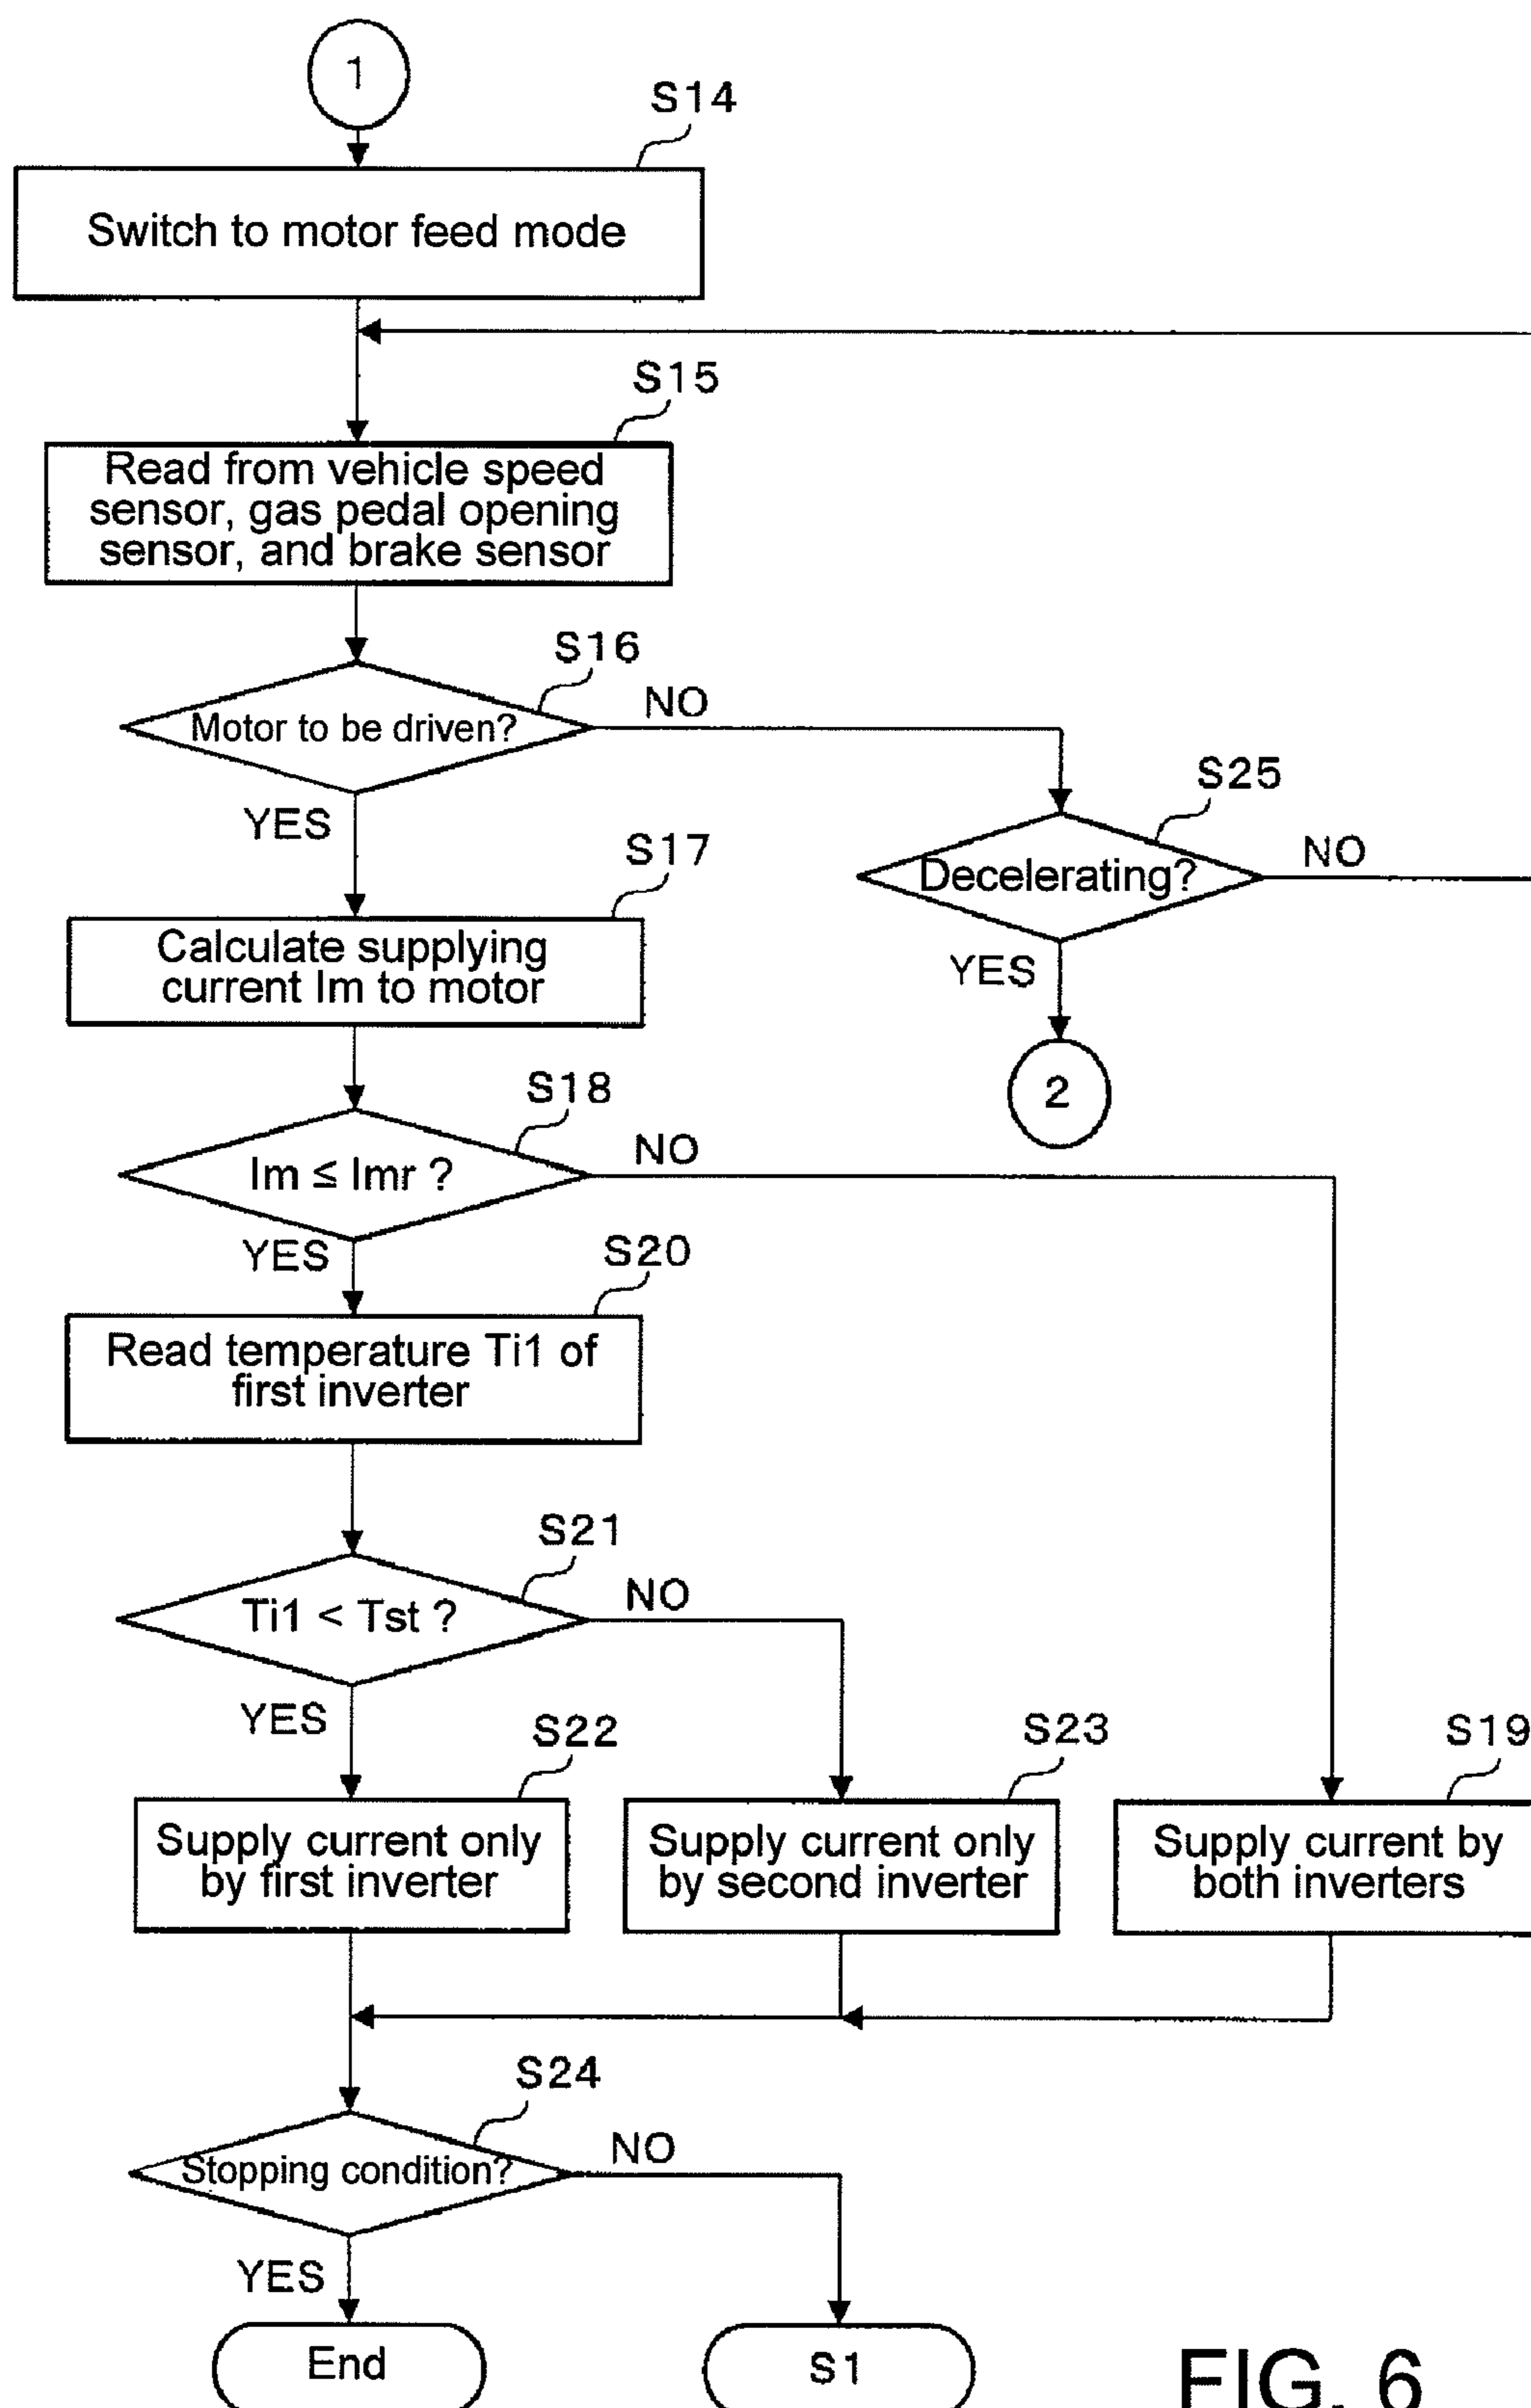 1
S14
Switch to motor feed mode
S15
Read from vehicle speed
sensor, gas pedal opening
sensor, and brake sensor
S16
Motor to be driven?
NO
YES
S25
Decelerating?
NO
YES
2
S17
Calculate supplying
current Im to motor
S18
Im ≤ Imr ?
NO
YES
S20
Read temperature Ti1 of
first inverter
S21
Ti1 < Tst ?
NO
YES
S22
Supply current only
by first inverter
S23
Supply current only
by second inverter
S19
Supply current by
both inverters
S24
Stopping condition?
NO
YES
End
S1
FIG. 6